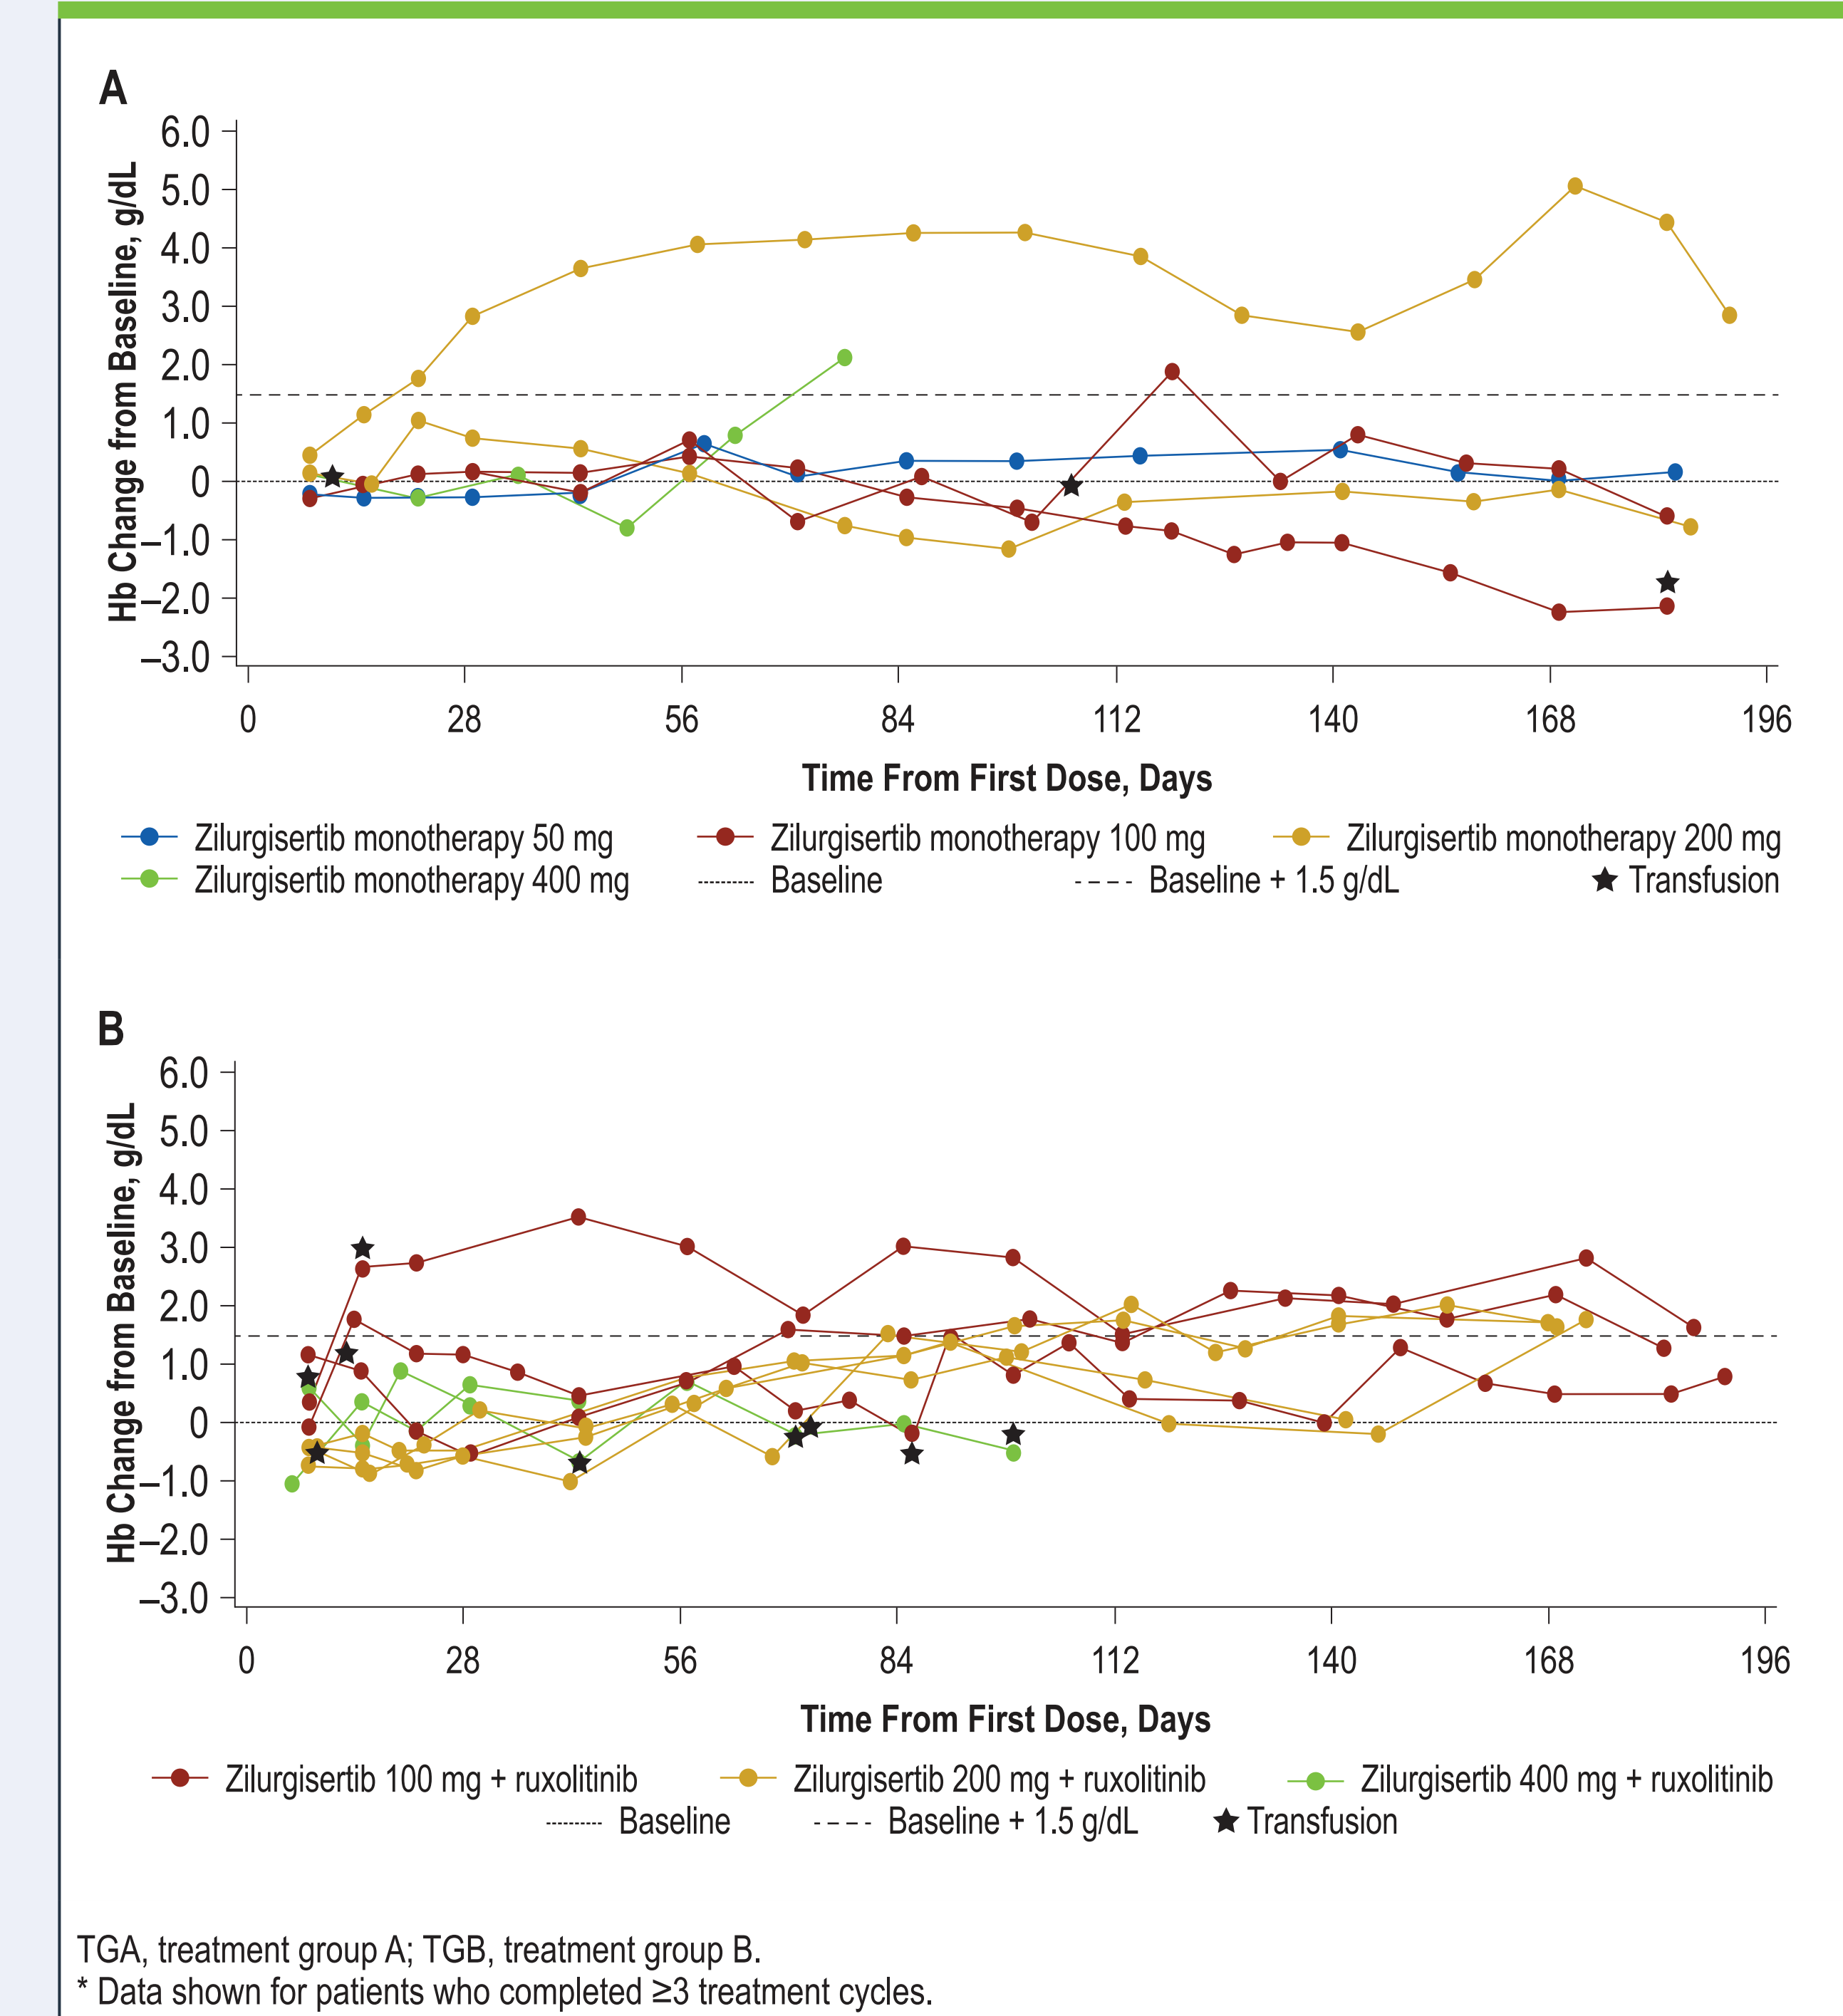 A
Hb Change from Baseline, g/dL
6.0
5.0
4.0
3.0
2.0
1.0
0
–1.0
–2.0
–3.0
0 28 56 84 112 140 168 196
Time From First Dose, Days
Zilurgisertib monotherapy 50 mg Zilurgisertib monotherapy 100 mg Zilurgisertib monotherapy 200 mg
Zilurgisertib monotherapy 400 mg Baseline Baseline + 1.5 g/dL Transfusion
B
Hb Change from Baseline, g/dL
6.0
5.0
4.0
3.0
2.0
1.0
0
–1.0
–2.0
–3.0
0 28 56 84 112 140 168 196
Time From First Dose, Days
Zilurgisertib 100 mg + ruxolitinib Zilurgisertib 200 mg + ruxolitinib Zilurgisertib 400 mg + ruxolitinib
Baseline Baseline + 1.5 g/dL Transfusion
TGA, treatment group A; TGB, treatment group B.
* Data shown for patients who completed ≥3 treatment cycles.